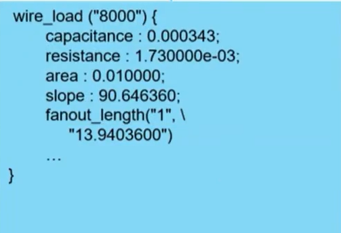 wire_load ("8000") {
capacitance : 0.000343;
resistance : 1.730000e-03;
area : 0.010000;
slope : 90.646360;
fanout_length("1", \
"13.9403600")
...
}